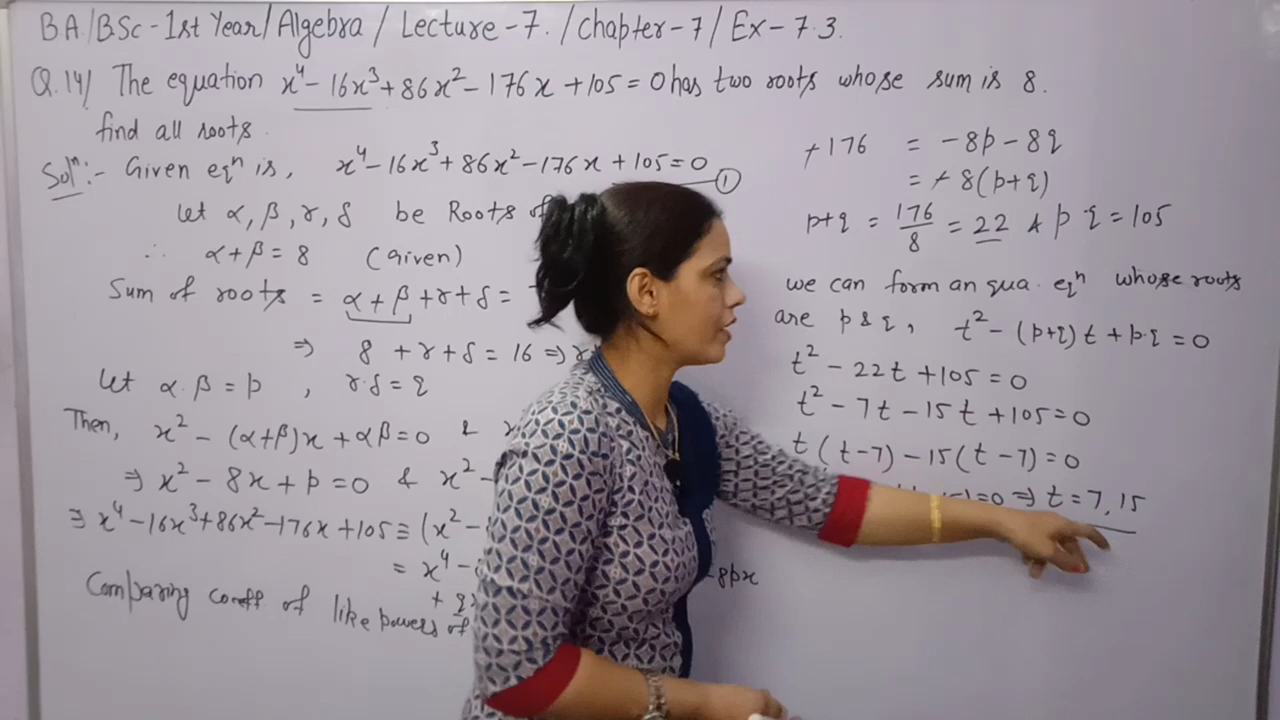 BA/BSc-1st Year/Algebra/Lecture-7./Chapter-7/Ex-7.3.
Q.14/ The equation x⁴-16x³+86x²-176x+105=0 has two roots whose sum is 8.
find all roots.
Solⁿ:- Given eqⁿ is, x⁴-16x³+86x²-176x+105=0
①
Let α, β, γ, δ be Roots of
∴ α+β=8 (Given)
Sum of roots = α+β+γ+δ=
⇒ 8+γ+δ=16⇒
Let α.β=p, γ.δ=q
Then, x²-(α+β)x+αβ=0 &
⇒ x²-8x+p=0 & x²-
⇒ x⁴-16x³+86x²-176x+105≡(x²-
= x⁴-
-8px
+q
Comparing coeff of like powers of
+176 = -8p-8q
= -8(p+q)
p+q = 176/8 = 22 & p q=105
we can form an qua. eqⁿ whose roots
are p&q, t²-(p+q)t+p.q=0
t²-22t+105=0
t²-7t-15t+105=0
t(t-7)-15(t-7)=0
=0⇒t=7,15